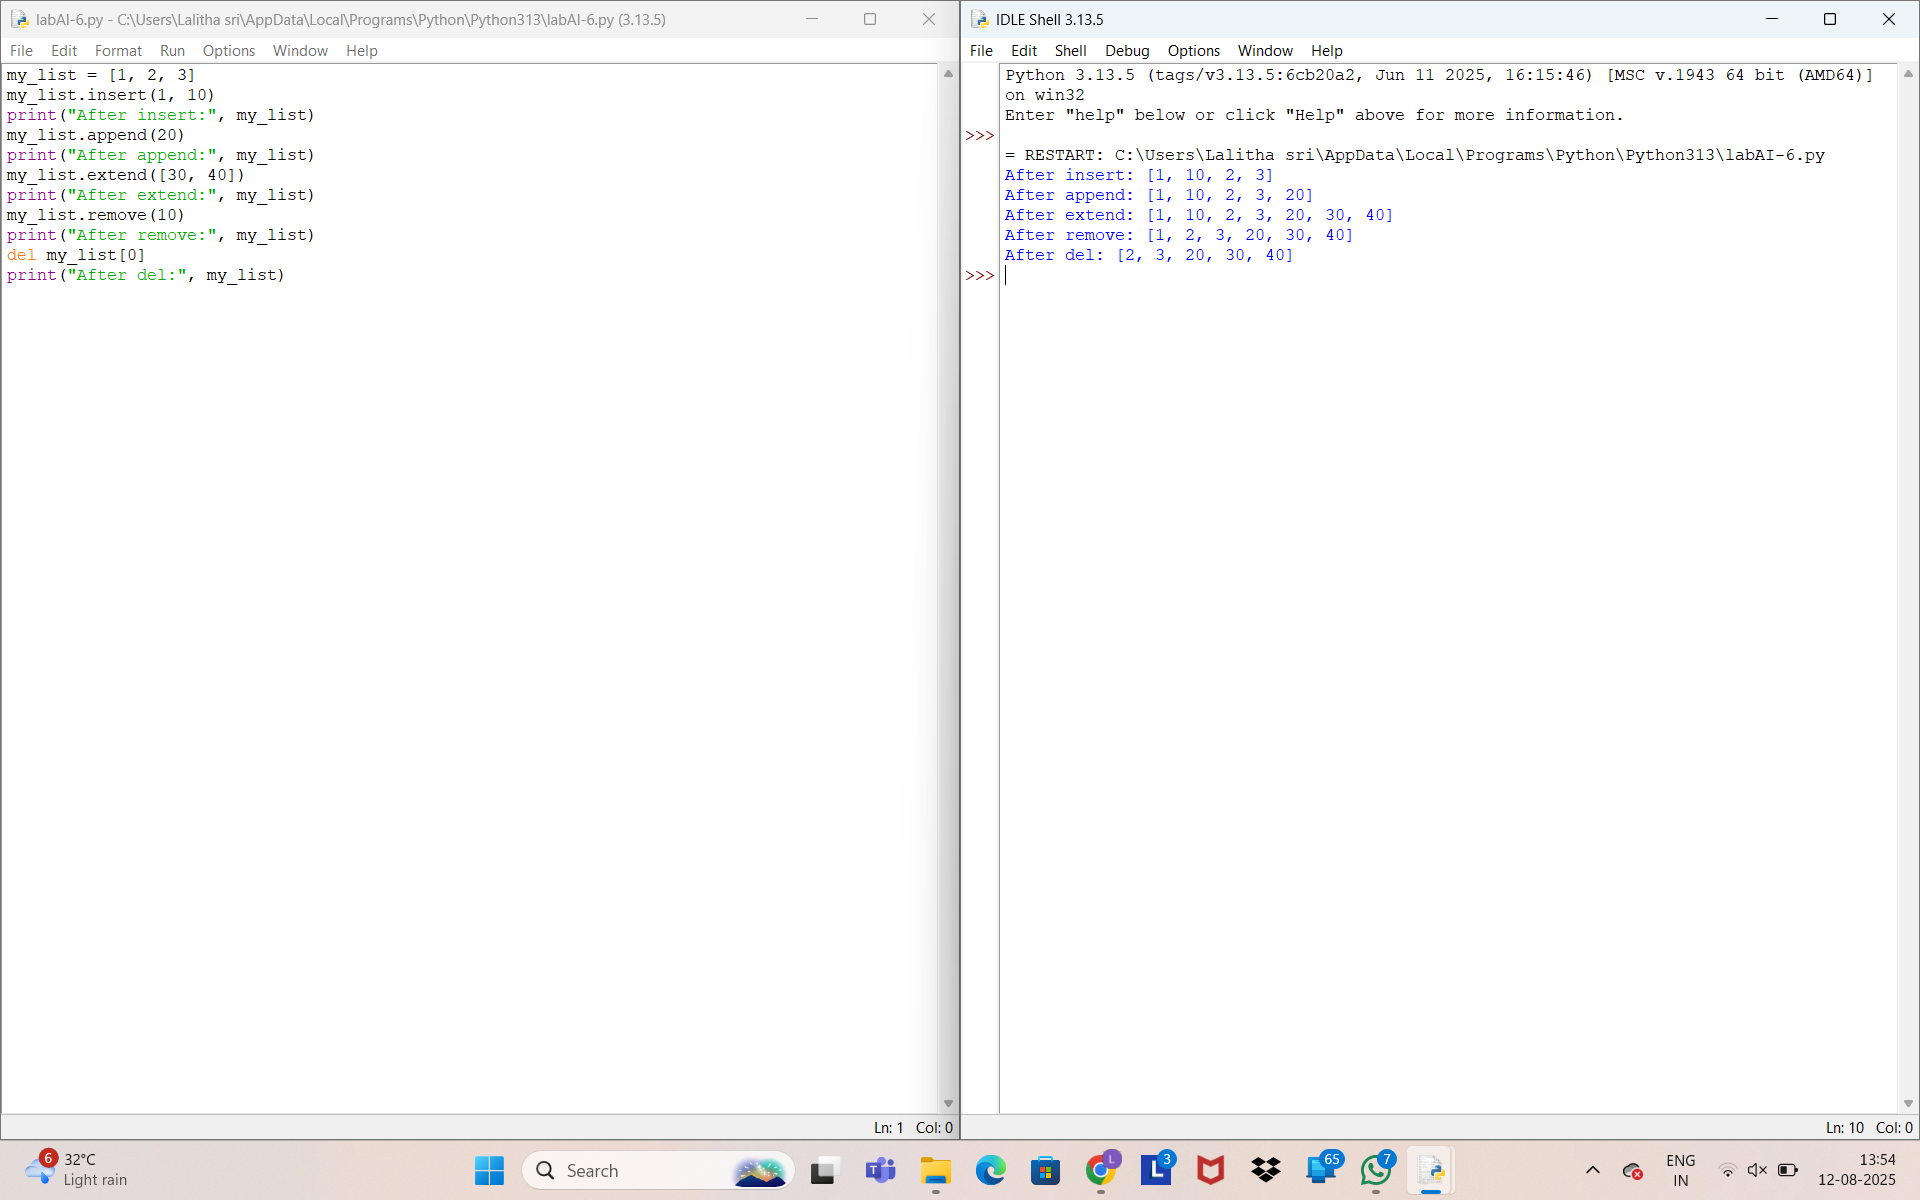 labAI-6.py - C:\Users\Lalitha sri\AppData\Local\Programs\Python\Python313\labAI-6.py (3.13.5)
File Edit Format Run Options Window Help
my_list = [1, 2, 3]
my_list.insert(1, 10)
print("After insert:", my_list)
my_list.append(20)
print("After append:", my_list)
my_list.extend([30, 40])
print("After extend:", my_list)
my_list.remove(10)
print("After remove:", my_list)
del my_list[0]
print("After del:", my_list)
Ln: 1 Col: 0
IDLE Shell 3.13.5
File Edit Shell Debug Options Window Help
Python 3.13.5 (tags/v3.13.5:6cb20a2, Jun 11 2025, 16:15:46) [MSC v.1943 64 bit (AMD64)]
on win32
Enter "help" below or click "Help" above for more information.
>>>
= RESTART: C:\Users\Lalitha sri\AppData\Local\Programs\Python\Python313\labAI-6.py
After insert: [1, 10, 2, 3]
After append: [1, 10, 2, 3, 20]
After extend: [1, 10, 2, 3, 20, 30, 40]
After remove: [1, 2, 3, 20, 30, 40]
After del: [2, 3, 20, 30, 40]
>>>
Ln: 10 Col: 0
6
32°C
Light rain
Search
L
L
3
65
7
ENG
IN
13:54
12-08-2025